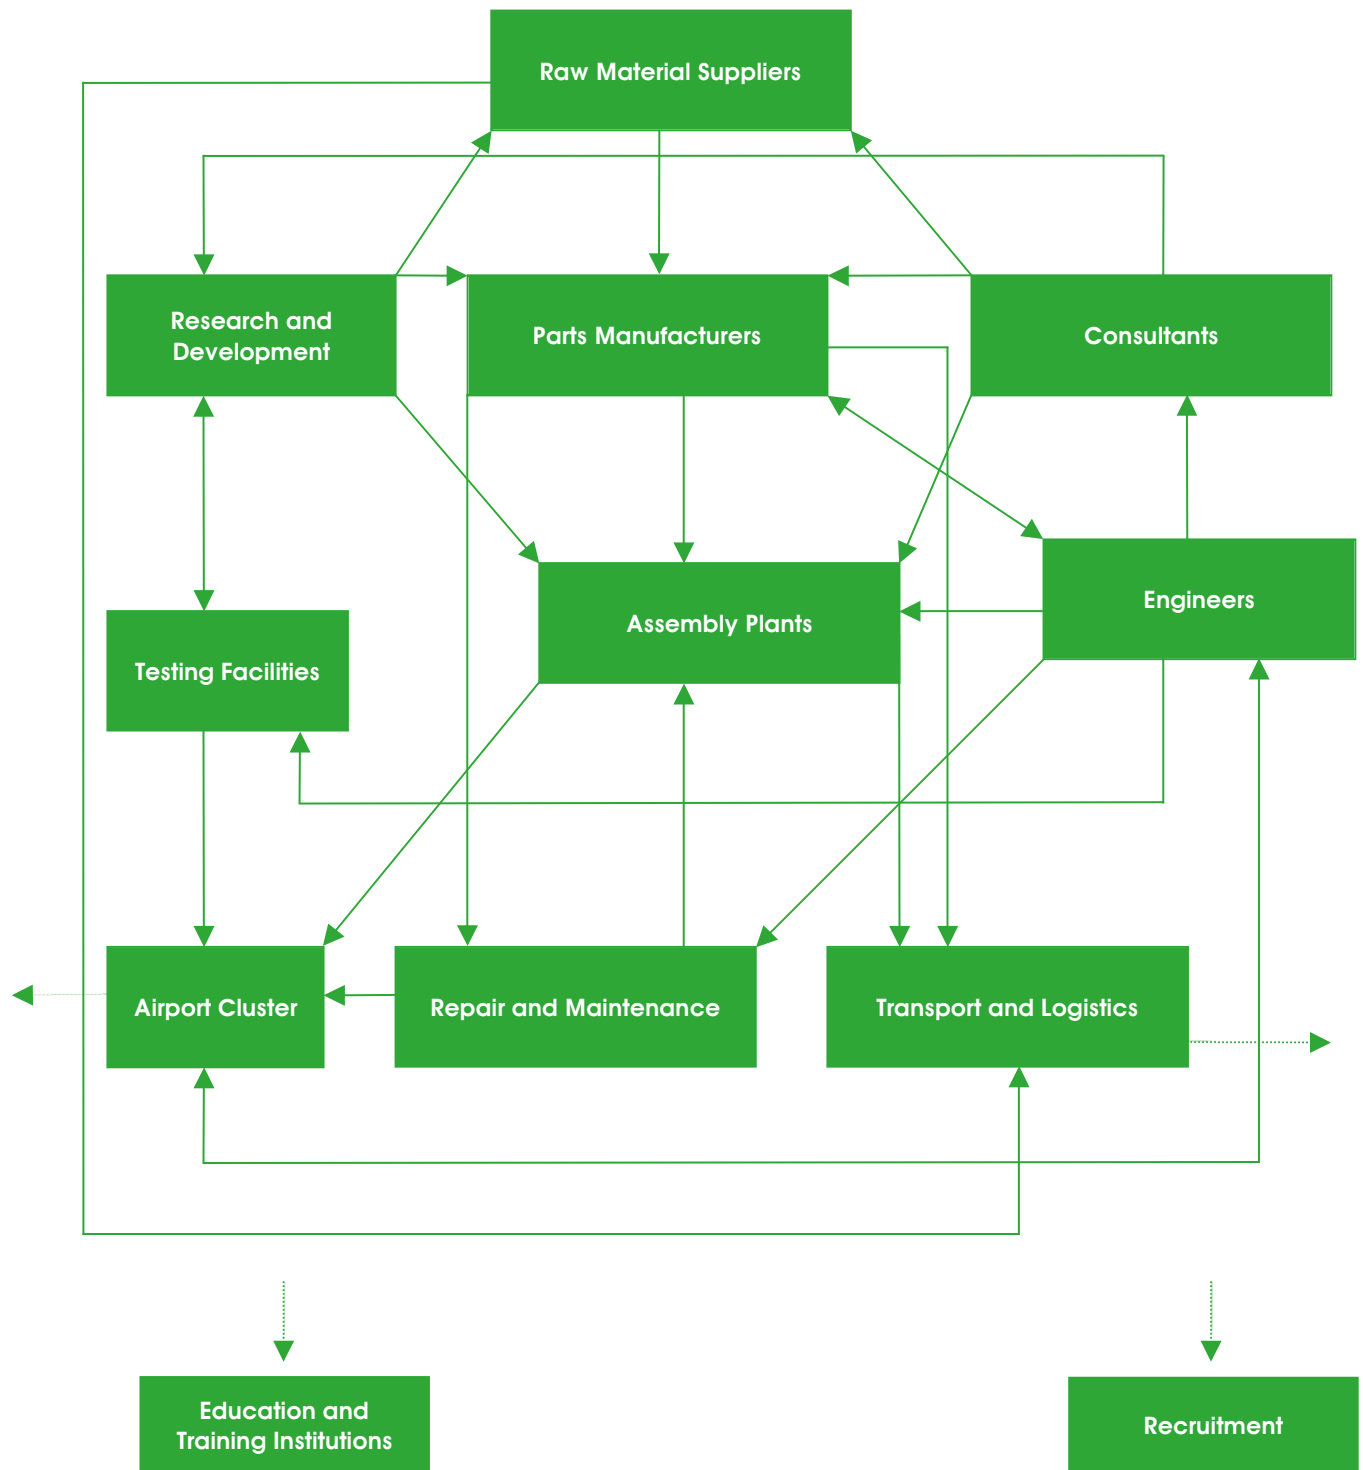 Raw Material Suppliers
Research and
Development
Parts Manufacturers
Consultants
Engineers
Assembly Plants
Testing Facilities
Airport Cluster
Repair and Maintenance
Transport and Logistics
Education and
Training Institutions
Recruitment